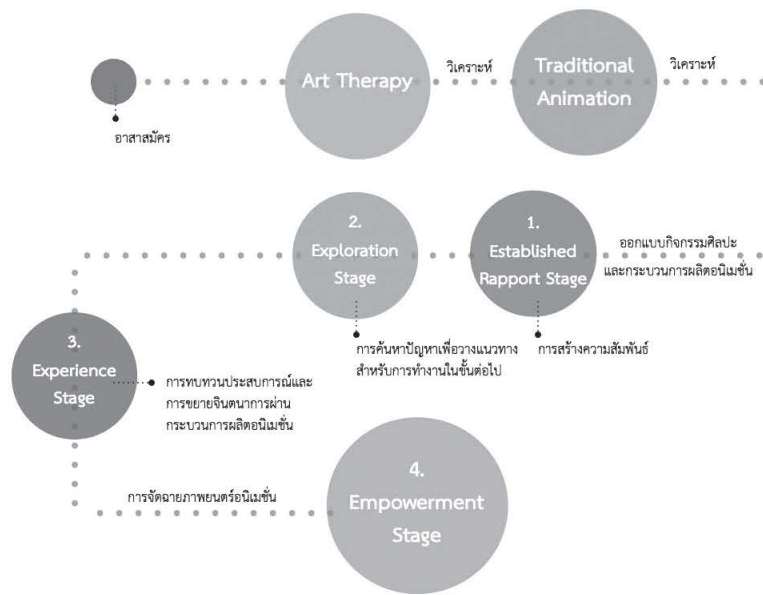 Art Therapy
วิเคราะห์
Traditional
Animation
วิเคราะห์
อาสาสมัคร
1.
Established
Rapport Stage
ออกแบบกิจกรรมศิลปะ
และกระบวนการผลิตอนิเมชั่น
การสร้างความสัมพันธ์
2.
Exploration
Stage
การค้นหาปัญหาเพื่อวางแนวทาง
สำหรับการทำงานในขั้นต่อไป
3.
Experience
Stage
การทบทวนประสบการณ์และ
การขยายจินตนาการผ่าน
กระบวนการผลิตอนิเมชั่น
การจัดฉายภาพยนตร์อนิเมชั่น
4.
Empowerment
Stage